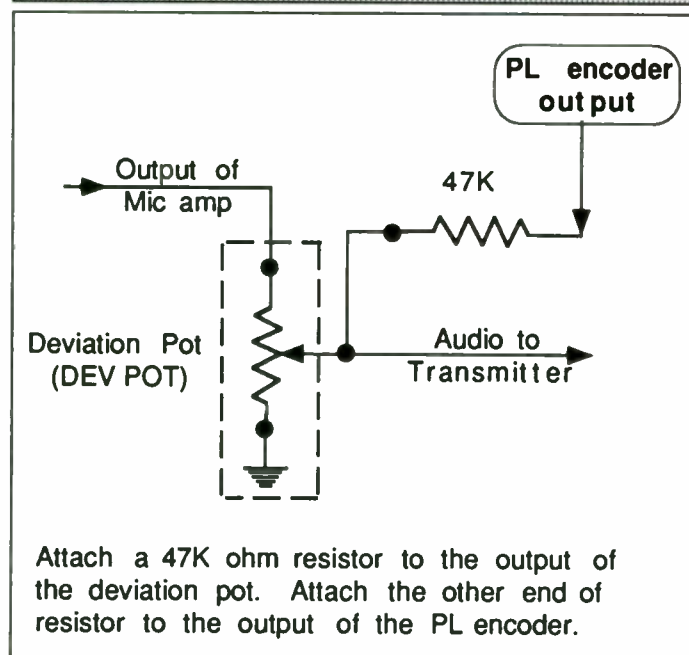 PL encoder
output
Output of
Mic amp
47K
Deviation Pot
(DEV POT)
Audio to
Transmitter
Attach a 47K ohm resistor to the output of
the deviation pot. Attach the other end of
resistor to the output of the PL encoder.